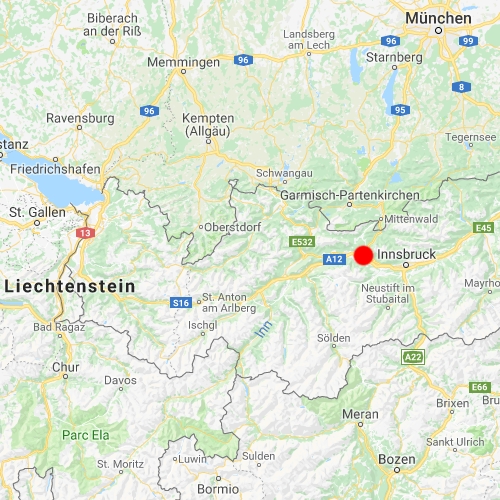 Biberach
an der Riß
München
Landsberg
am Lech
96
99
Starnberg
Memmingen
96
8
96
95
Ravensburg
Kempten
(Allgäu)
Tegernsee
stanz
Friedrichshafen
Schwangau
Garmisch-Partenkirchen
St. Gallen
Mittenwald
Oberstdorf
E45
13
E532
A12
Innsbruck
Liechtenstein
Mayrho
Neustift im
Stubaital
S16
St. Anton
am Arlberg
Bad Ragaz
Ischgl
Inn
Sölden
A22
Chur
Davos
E66
Meran
Brixen
Parc Ela
Sankt Ulrich
St. Moritz
Luwin
Sulden
Bozen
Bormio